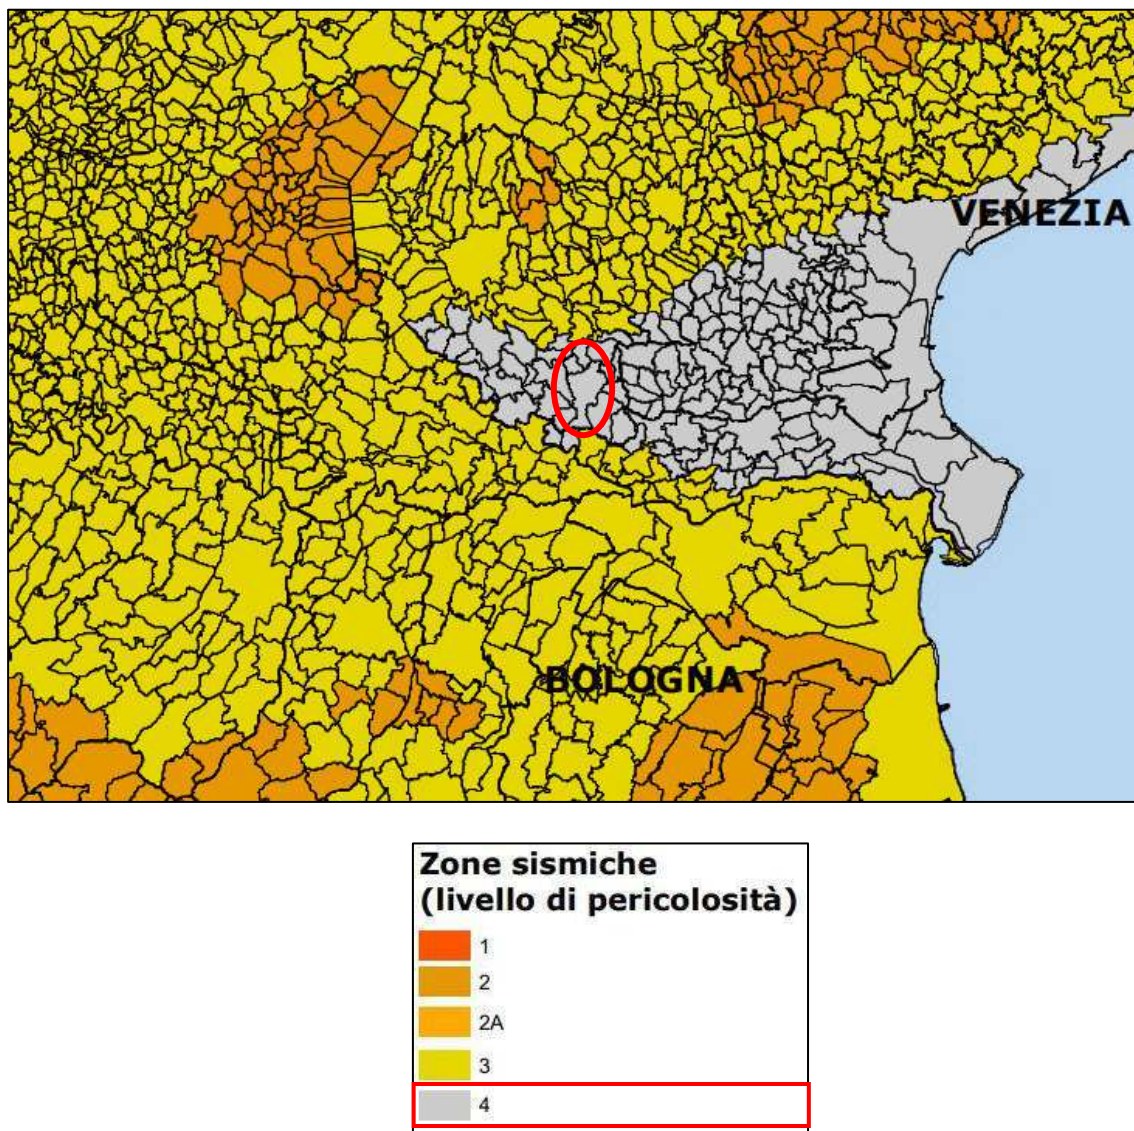 VENEZIA
BOLOGNA
Zone sismiche
(livello di pericolosità)
1
2
2A
3
4